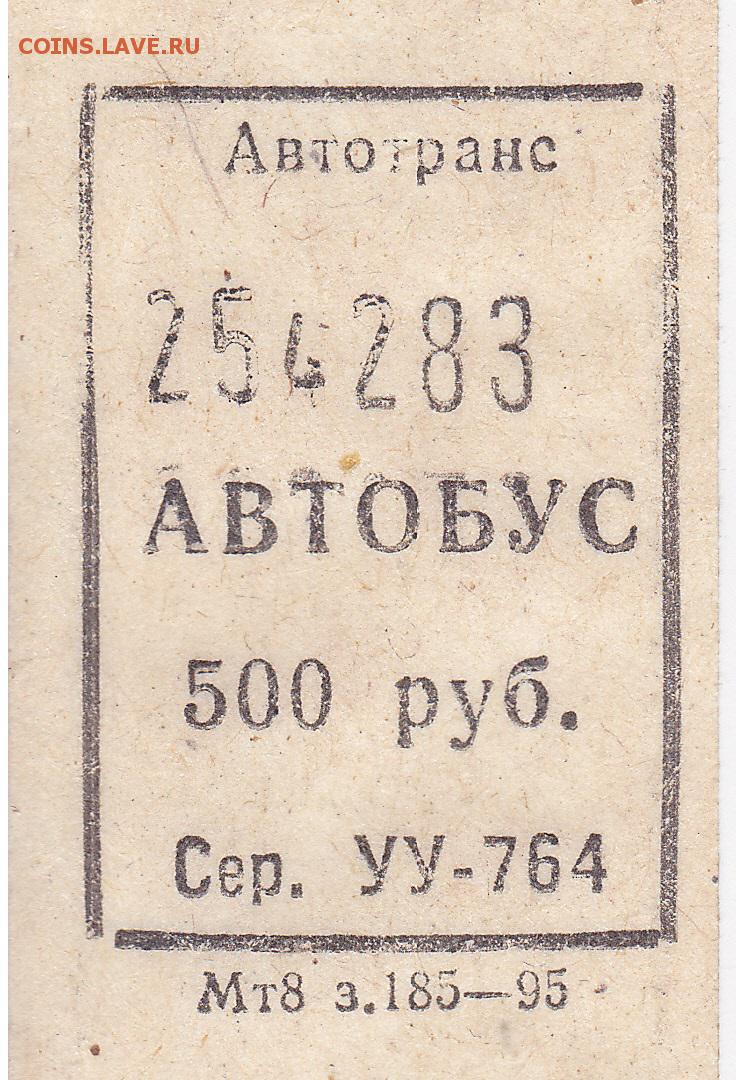 COINS.LAVE.RU
Автотранс
254283
АВТОБУС
500 руб.
Сер. УУ-764
Мт8 з.185—95